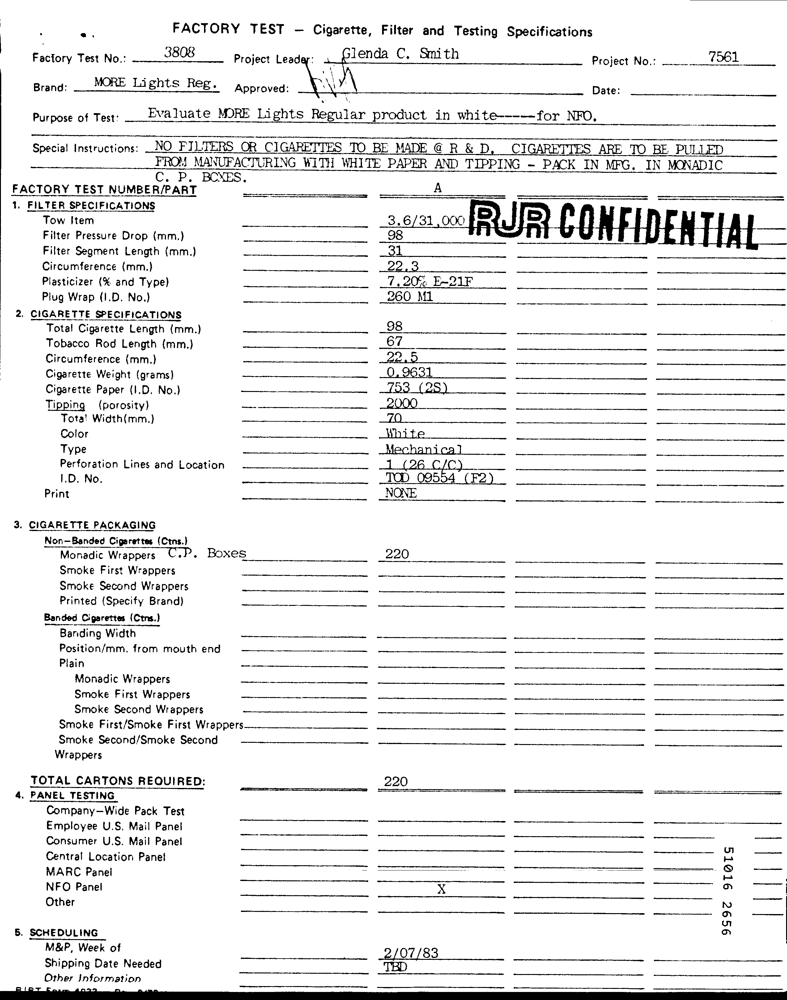 FACTORY TEST — Cigarette, Filter and Testing Specifications
Factory Test No.: 3808 Project Leader: Glenda C. Smith Project No.: 7561
Brand: MORE Lights Reg. Approved: Date:
Purpose of Test: Evaluate MORE Lights Regular product in white-----for NFO.
Special Instructions: NO FILTERS OR CIGARETTES TO BE MADE @ R & D. CIGARETTES ARE TO BE PULLED
FROM MANUFACTURING WITH WHITE PAPER AND TIPPING - PACK IN MFG. IN MONADIC
C. P. BOXES.
FACTORY TEST NUMBER/PART A
1. FILTER SPECIFICATIONS
RJR CONFIDENTIAL
Tow Item 3.6/31,000
Filter Pressure Drop (mm.) 98
Filter Segment Length (mm.) 31
Circumference (mm.) 22.3
Plasticizer (% and Type) 7.20% E-21F
Plug Wrap (I.D. No.) 260 M1
2. CIGARETTE SPECIFICATIONS
Total Cigarette Length (mm.) 98
Tobacco Rod Length (mm.) 67
Circumference (mm.) 22.5
Cigarette Weight (grams) 0.9631
Cigarette Paper (I.D. No.) 753 (2S)
Tipping (porosity) 2000
Total Width(mm.) 70
Color White
Type Mechanical
Perforation Lines and Location 1 (26 C/C)
I.D. No. TOD 09554 (F2)
Print NONE
3. CIGARETTE PACKAGING
Non-Banded Cigarettes (Ctns.)
Monadic Wrappers C.P. Boxes 220
Smoke First Wrappers
Smoke Second Wrappers
Printed (Specify Brand)
Banded Cigarettes (Ctns.)
Banding Width
Position/mm. from mouth end
Plain
Monadic Wrappers
Smoke First Wrappers
Smoke Second Wrappers
Smoke First/Smoke First Wrappers
Smoke Second/Smoke Second
Wrappers
TOTAL CARTONS REQUIRED: 220
4. PANEL TESTING
Company-Wide Pack Test
Employee U.S. Mail Panel
Consumer U.S. Mail Panel
Central Location Panel
MARC Panel
NFO Panel X
Other
51016 2656
5. SCHEDULING
M&P, Week of 2/07/83
Shipping Date Needed TBD
Other Information